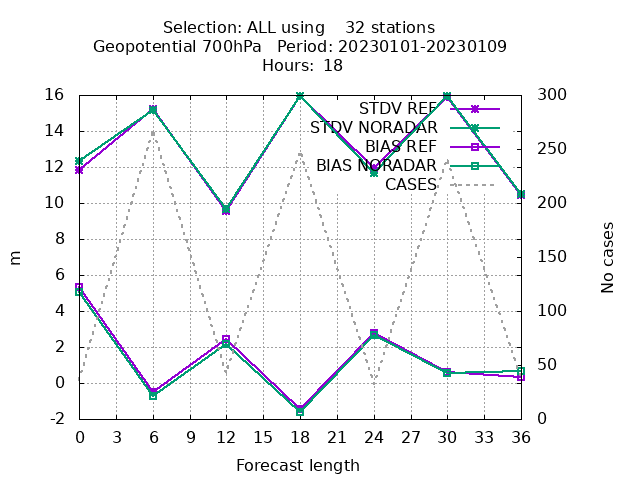 Selection: ALL using    32 stations
Geopotential 700hPa   Period: 20230101-20230109
Hours: 18
STDV REF
STDV NORADAR
BIAS REF
BIAS NORADAR
CASES
16
14
12
10
8
6
4
2
0
-2
m
300
250
200
150
100
50
0
No cases
0 3 6 9 12 15 18 21 24 27 30 33 36
Forecast length